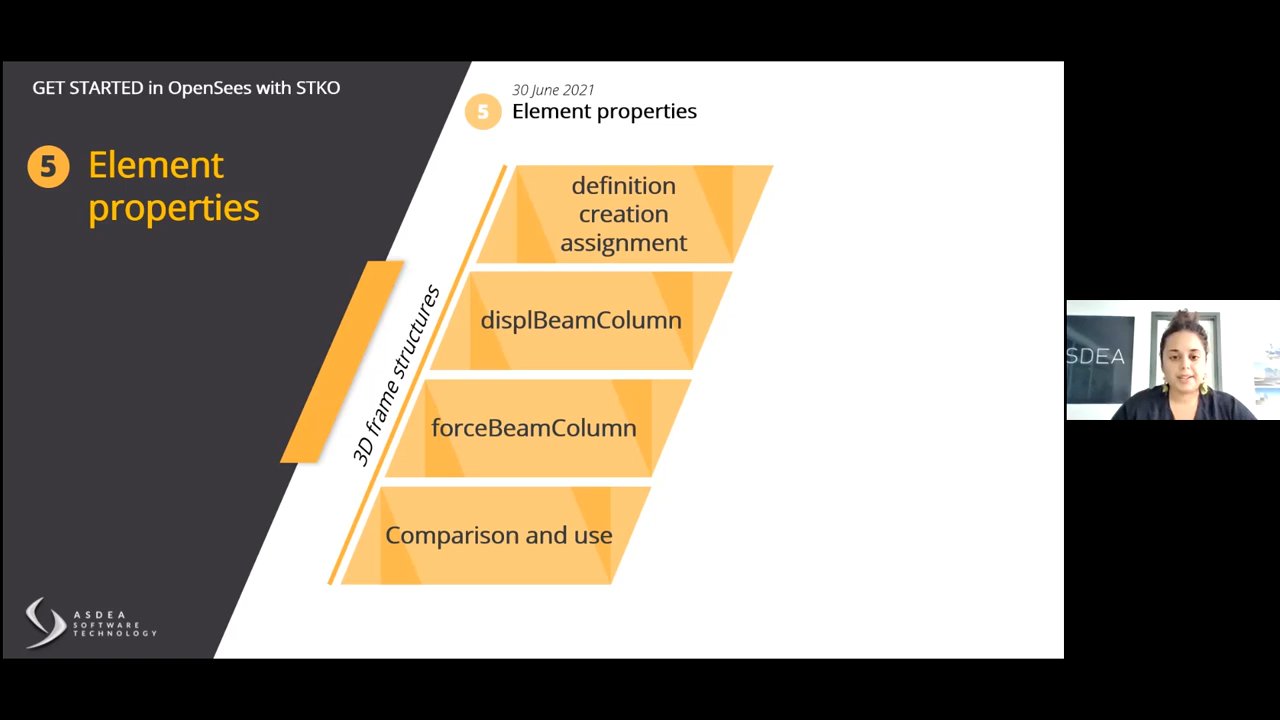 GET STARTED in OpenSees with STKO
5
Element
properties
30 June 2021
5
Element properties
3D frame structures
definition
creation
assignment
displBeamColumn
forceBeamColumn
Comparison and use
ASDEA
SOFTWARE
TECHNOLOGY
SDEA